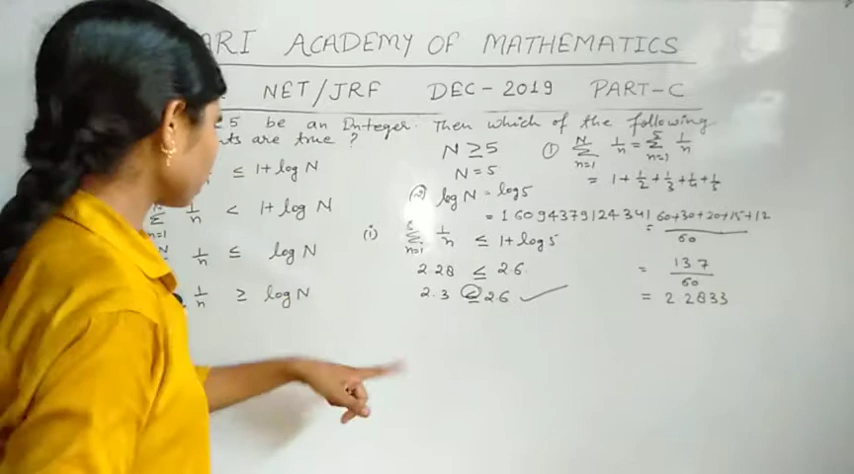 ARI ACADEMY OF MATHEMATICS
NET/JRF DEC-2019 PART-C
5 be an Integer. Then which of the following
ts are true ?
≤ 1+log N
∑ n=1 1/n < 1+log N
N 1/n ≤ log N
1/n ≥ log N
N ≥ 5
N = 5
② log N = log 5
= 1 6094379124341
(i) ∑ n=1 1/n ≤ 1+log 5
2.28 ≤ 2.6
2.3 ≤ 2.6 ✓
① N ∑ n=1 1/n = 5 ∑ n=1 1/n
= 1+1/2+1/3+1/4+1/5
= 60+30+20+15+12 / 60
= 137 / 60
= 2 2833